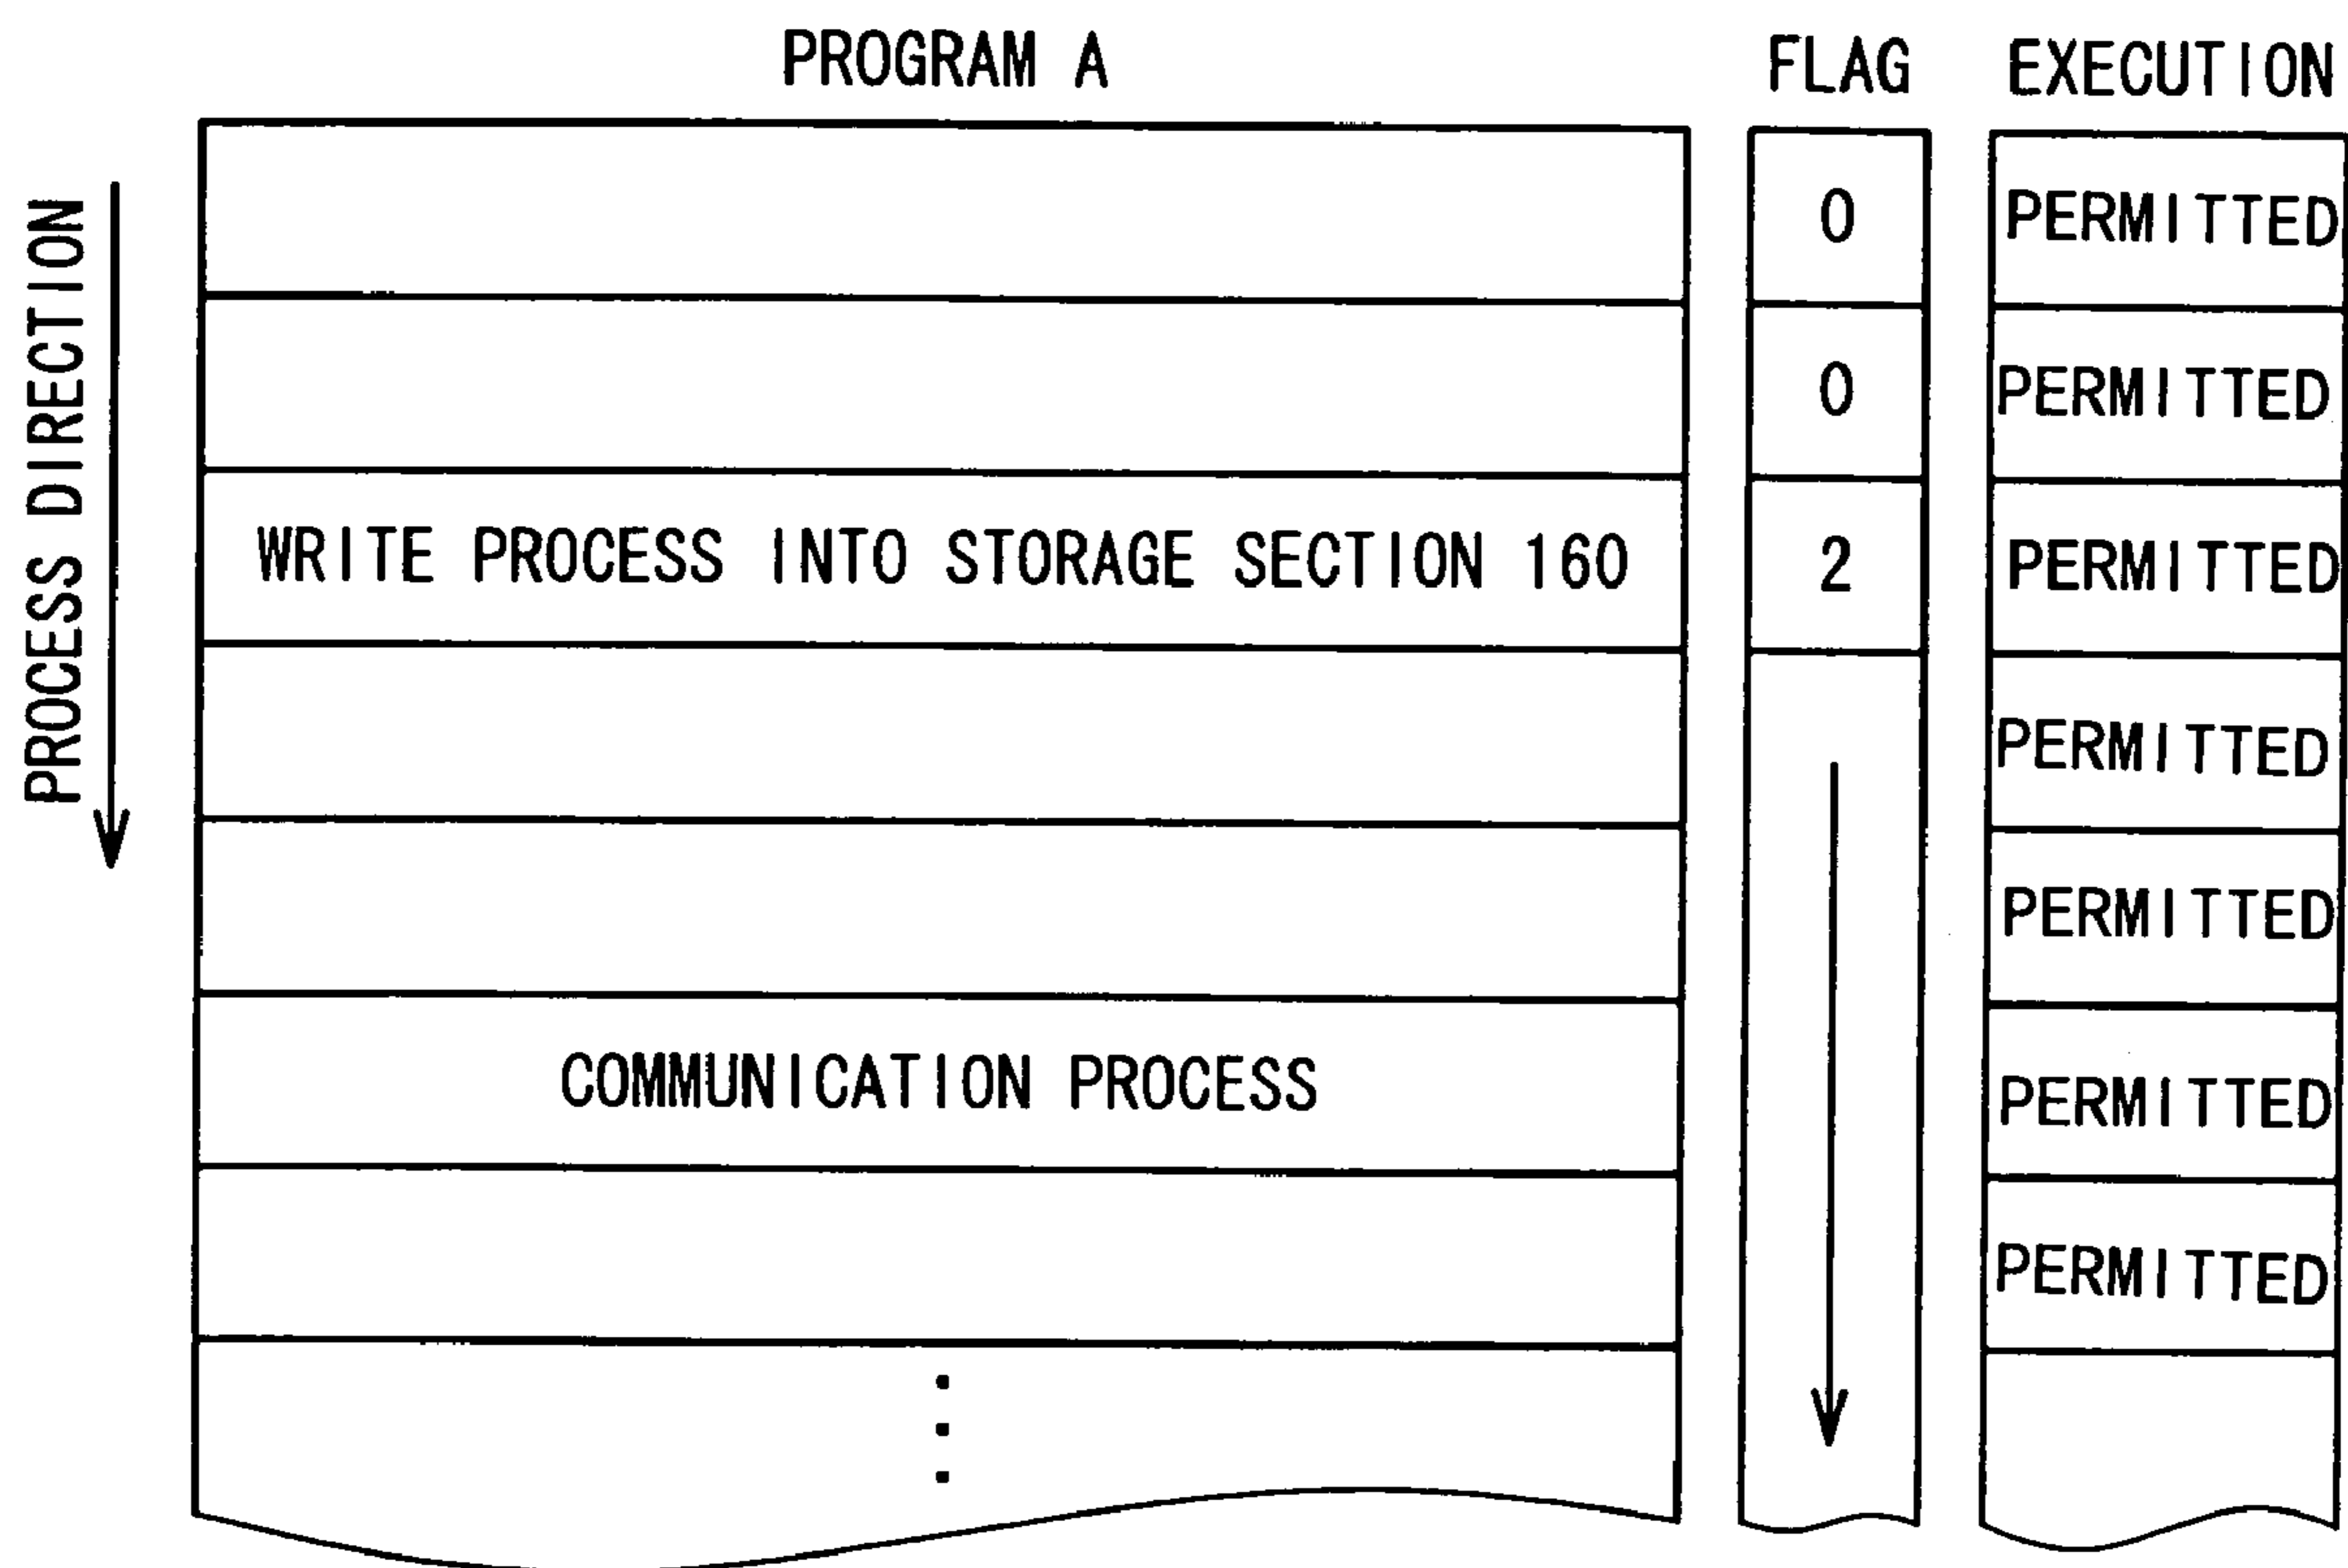 PROGRAM A FLAG EXECUTION
PROCESS DIRECTION
0 PERMITTED
0 PERMITTED
WRITE PROCESS INTO STORAGE SECTION 160 2 PERMITTED
PERMITTED
PERMITTED
COMMUNICATION PROCESS PERMITTED
PERMITTED